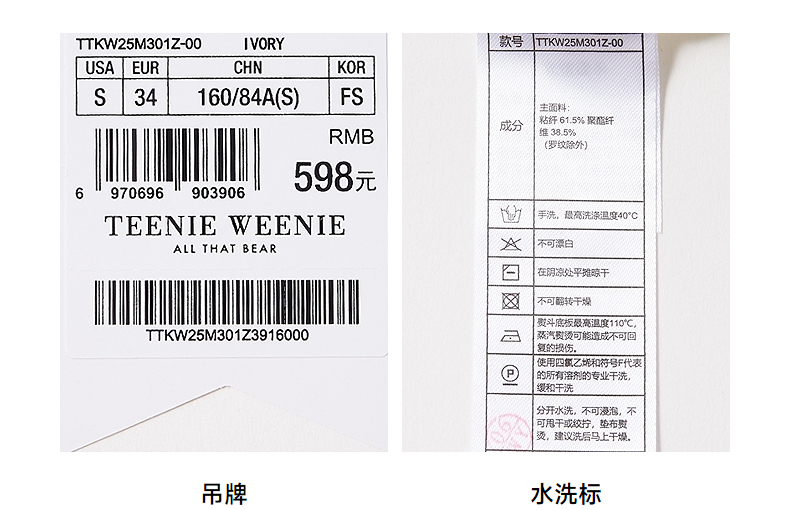 TTKW25M301Z-00 IVORY
USA EUR CHN KOR
S 34 160/84A(S) FS
RMB
598元
6 970696 903906
TEENIE WEENIE
ALL THAT BEAR
TTKW25M301Z3916000
吊牌
款号 TTKW25M301Z-00
成分
主面料:
粘纤 61.5% 聚酯纤
维 38.5%
（罗纹除外）
手洗，最高洗涤温度40°C
不可漂白
在阴凉处平摊晾干
不可翻转干燥
熨斗底板最高温度110℃,
蒸汽熨烫可能造成不可回
复的损伤。
P
使用四氯乙烯和符号F代表
的所有溶剂的专业干洗,
缓和干洗
分开水洗，不可浸泡，不
可甩干或绞拧，垫布熨
烫，建议洗后马上干燥。
水洗标